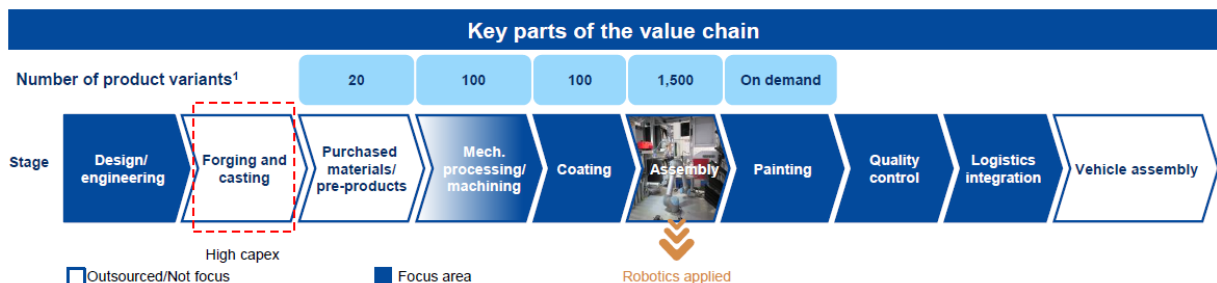 Key parts of the value chain
Number of product variants¹
20
100
100
1,500
On demand
Stage
Design/
engineering
Forging and
casting
Purchased
materials/
pre-products
Mech.
processing/
machining
Coating
Assembly
Painting
Quality
control
Logistics
integration
Vehicle assembly
High capex
Outsourced/Not focus
Focus area
Robotics applied